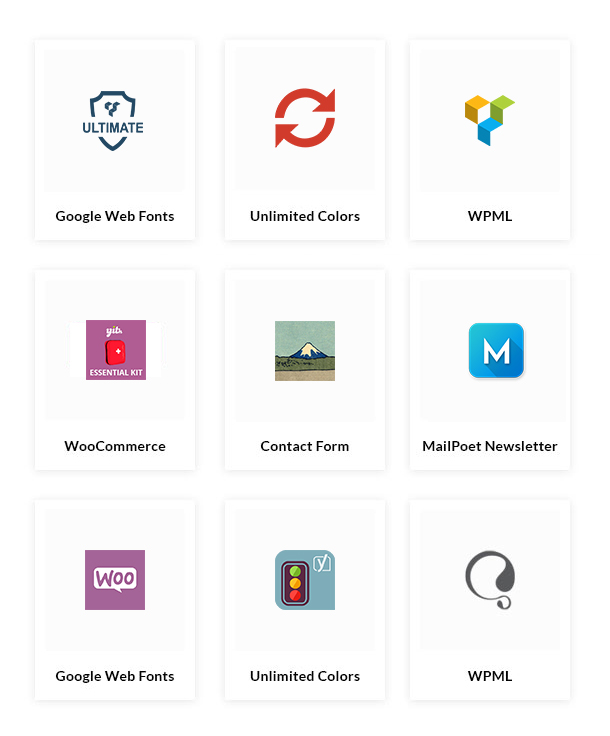 ULTIMATE
Google Web Fonts
Unlimited Colors
WPML
yith
ESSENTIAL KIT
M
WooCommerce
Contact Form
MailPoet Newsletter
Woo
y
Google Web Fonts
Unlimited Colors
WPML